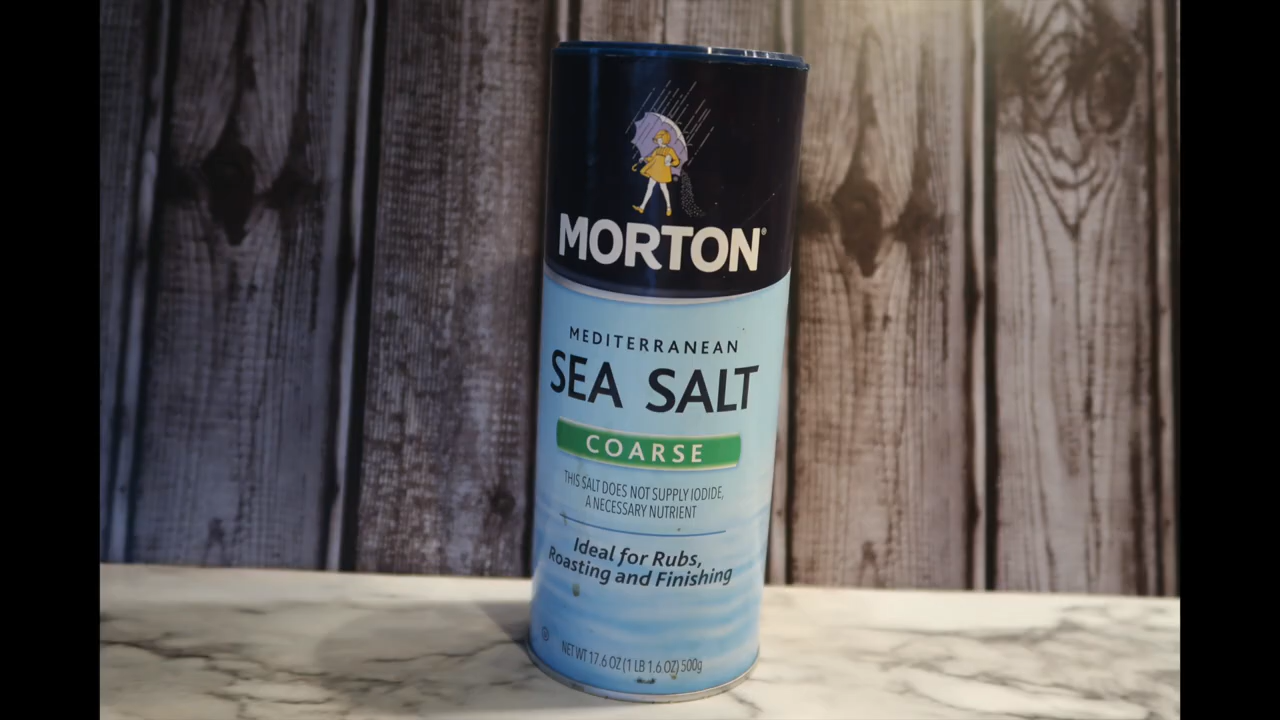 MORTON®
MEDITERRANEAN
SEA SALT
COARSE
THIS SALT DOES NOT SUPPLY IODIDE,
A NECESSARY NUTRIENT
Ideal for Rubs,
Roasting and Finishing
NET WT 17.6 OZ (1 LB 1.6 OZ) 500g